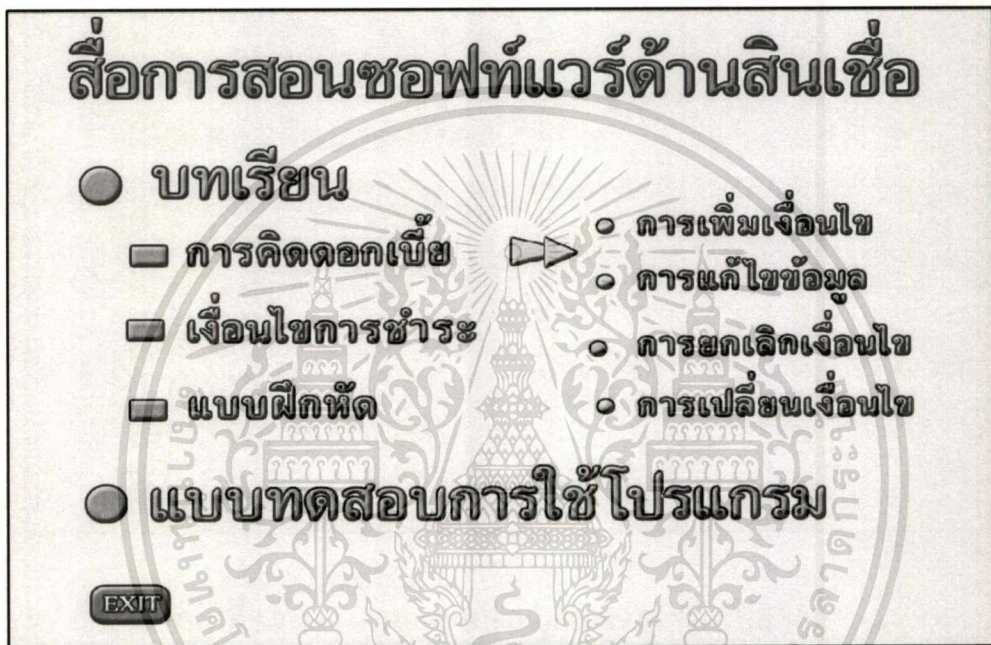 สื่อการสอนซอฟท์แวร์ด้านสินเชื่อ
บทเรียน
การคิดดอกเบี้ย
เงื่อนไขการชำระ
แบบฝึกหัด
การเพิ่มเงื่อนไข
การแก้ไขข้อมูล
การยกเลิกเงื่อนไข
การเปลี่ยนเงื่อนไข
แบบทดสอบการใช้โปรแกรม
EXIT